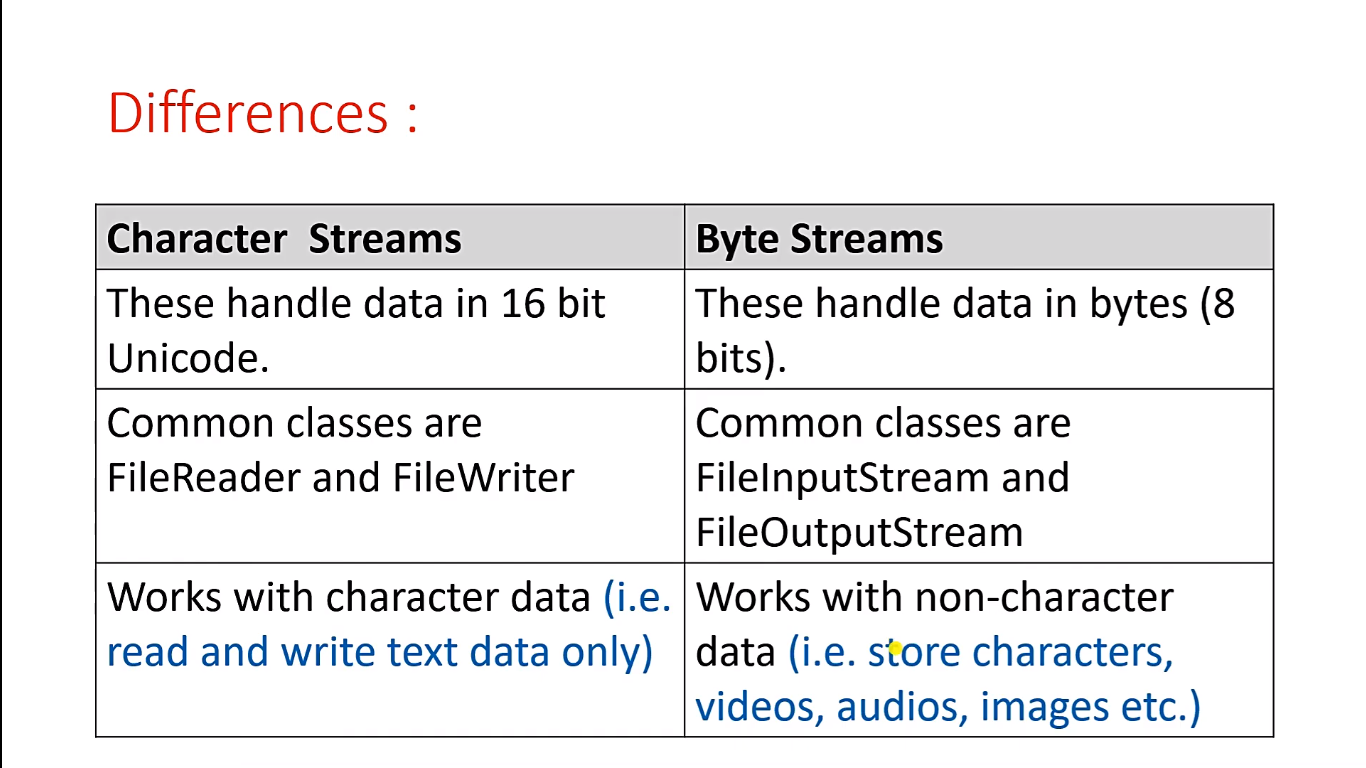 Differences :
Character Streams
Byte Streams
These handle data in 16 bit
Unicode.
These handle data in bytes (8
bits).
Common classes are
FileReader and FileWriter
Common classes are
FileInputStream and
FileOutputStream
Works with character data (i.e.
read and write text data only)
Works with non-character
data (i.e. store characters,
videos, audios, images etc.)